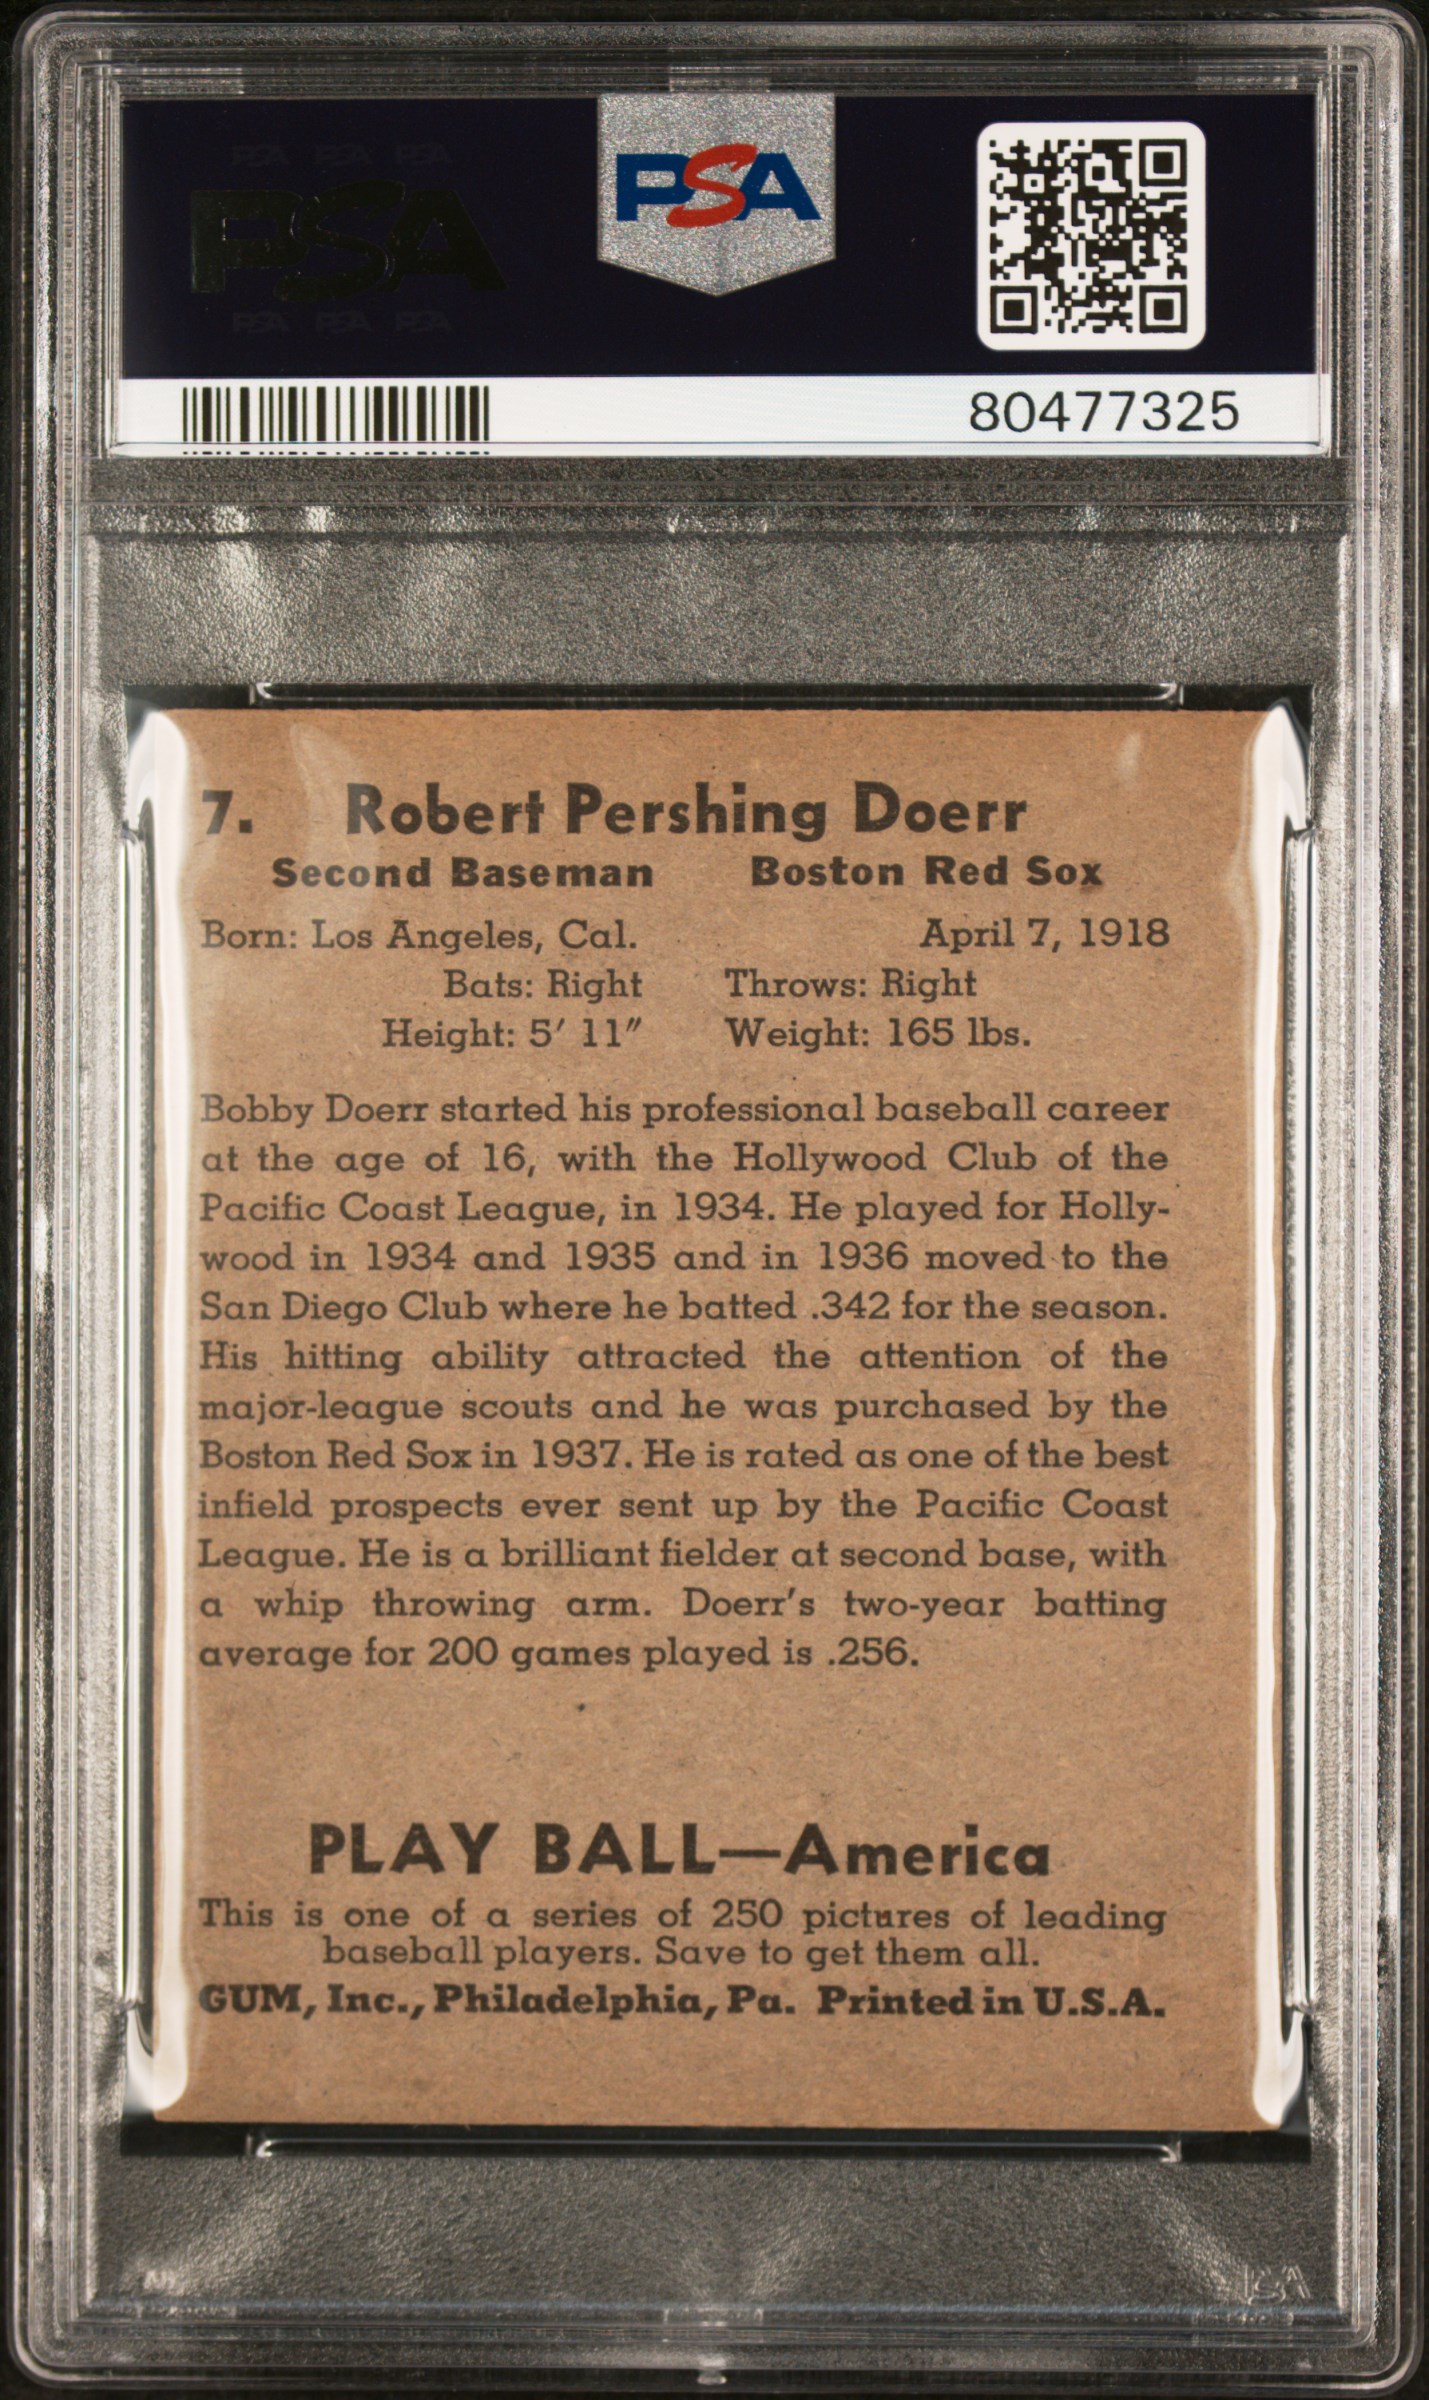 PSA PSA PSA
PSA
PSA PSA PSA
PSA
80477325
7. Robert Pershing Doerr
Second Baseman Boston Red Sox
Born: Los Angeles, Cal. April 7, 1918
Bats: Right Throws: Right
Height: 5′ 11″ Weight: 165 lbs.
Bobby Doerr started his professional baseball career
at the age of 16, with the Hollywood Club of the
Pacific Coast League, in 1934. He played for Holly-
wood in 1934 and 1935 and in 1936 moved to the
San Diego Club where he batted .342 for the season.
His hitting ability attracted the attention of the
major-league scouts and he was purchased by the
Boston Red Sox in 1937. He is rated as one of the best
infield prospects ever sent up by the Pacific Coast
League. He is a brilliant fielder at second base, with
a whip throwing arm. Doerr's two-year batting
average for 200 games played is .256.
PLAY BALL—America
This is one of a series of 250 pictures of leading
baseball players. Save to get them all.
GUM, Inc., Philadelphia, Pa. Printed in U.S.A.
PSA